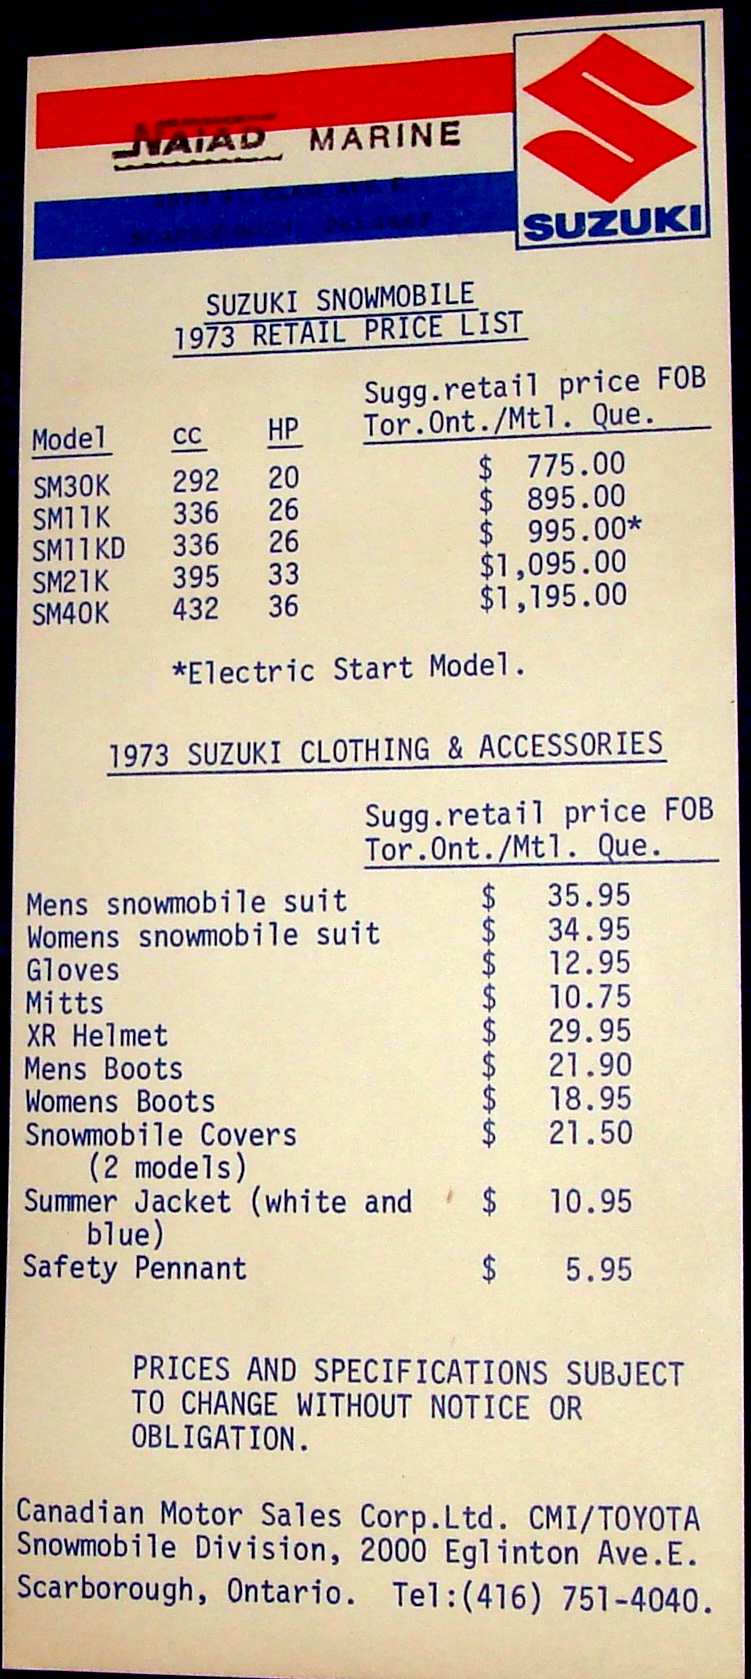 NAIAD MARINE
SUZUKI
SUZUKI SNOWMOBILE
1973 RETAIL PRICE LIST
Sugg.retail price FOB
Model cc HP Tor.Ont./Mtl. Que.
SM30K 292 20 $ 775.00
SM11K 336 26 $ 895.00
SM11KD 336 26 $ 995.00*
SM21K 395 33 $1,095.00
SM40K 432 36 $1,195.00
*Electric Start Model.
1973 SUZUKI CLOTHING & ACCESSORIES
Sugg.retail price FOB
Tor.Ont./Mtl. Que.
Mens snowmobile suit $ 35.95
Womens snowmobile suit $ 34.95
Gloves $ 12.95
Mitts $ 10.75
XR Helmet $ 29.95
Mens Boots $ 21.90
Womens Boots $ 18.95
Snowmobile Covers $ 21.50
(2 models)
Summer Jacket (white and $ 10.95
blue)
Safety Pennant $ 5.95
PRICES AND SPECIFICATIONS SUBJECT
TO CHANGE WITHOUT NOTICE OR
OBLIGATION.
Canadian Motor Sales Corp.Ltd. CMI/TOYOTA
Snowmobile Division, 2000 Eglinton Ave.E.
Scarborough, Ontario. Tel:(416) 751-4040.